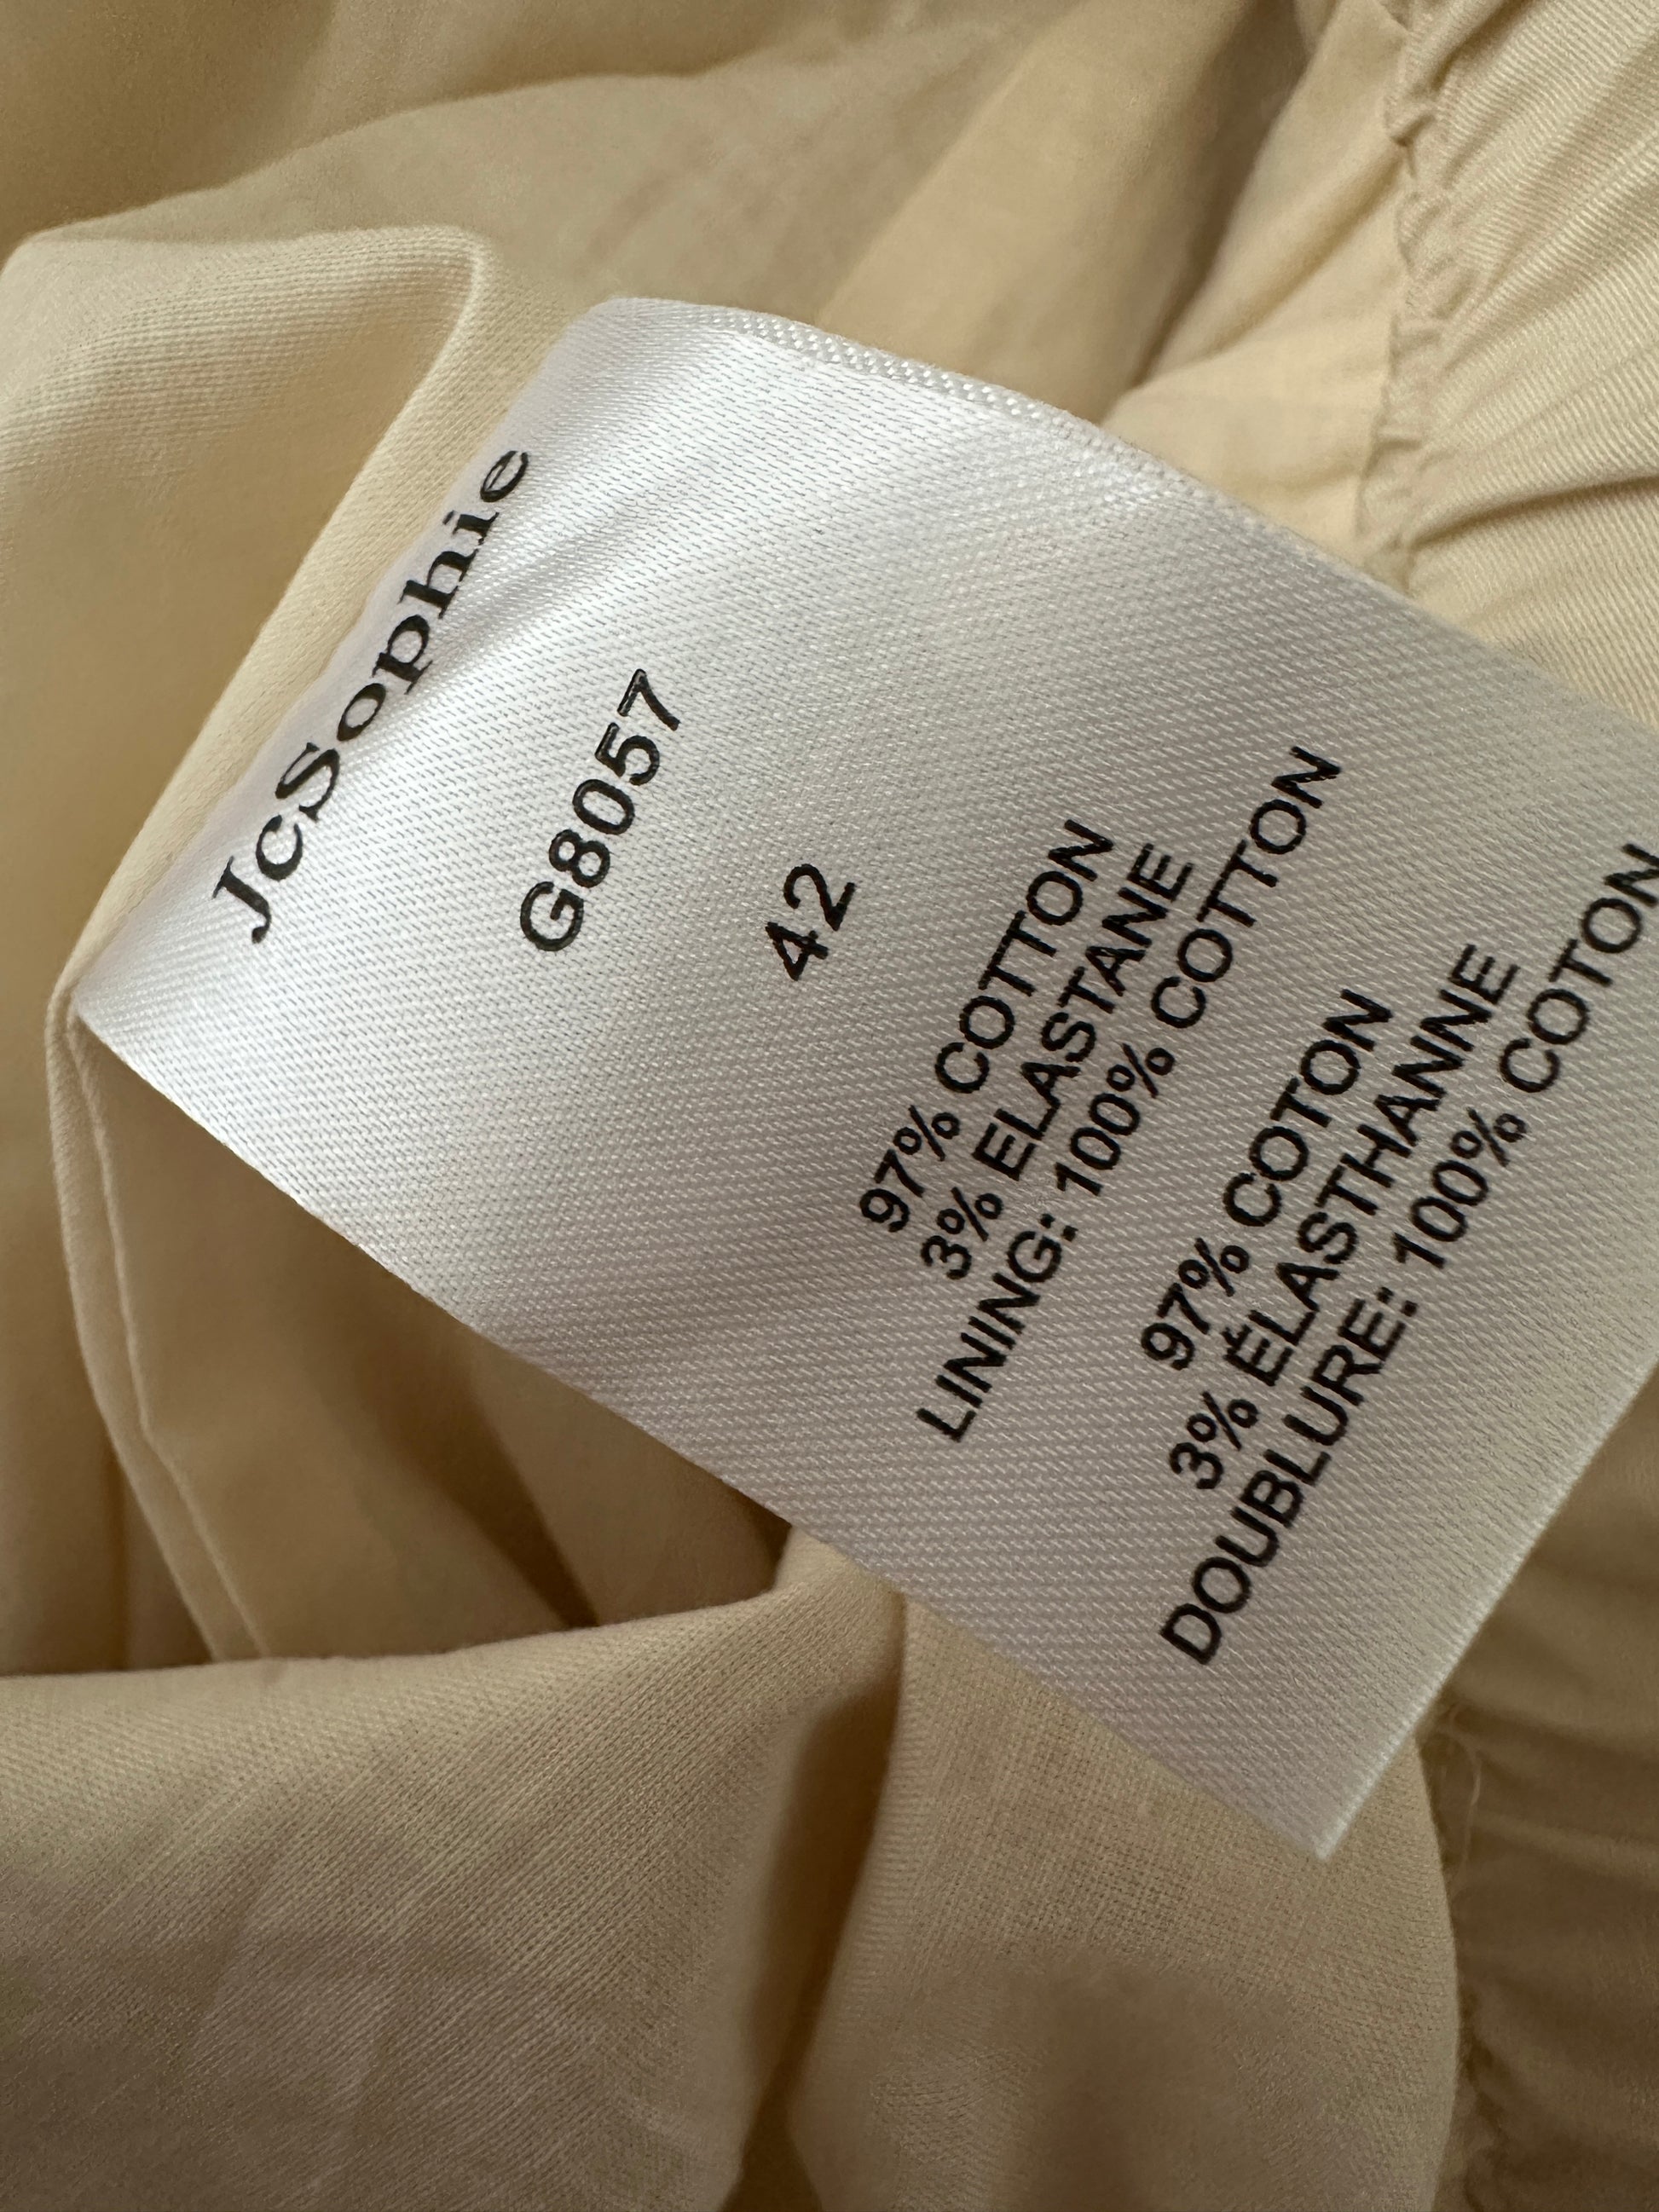 JcSophie
G8057
42
97% COTTON
3% ELASTANE
LINING: 100% COTTON
97% COTON
3% ÉLASTHANNE
DOUBLURE: 100% COTON